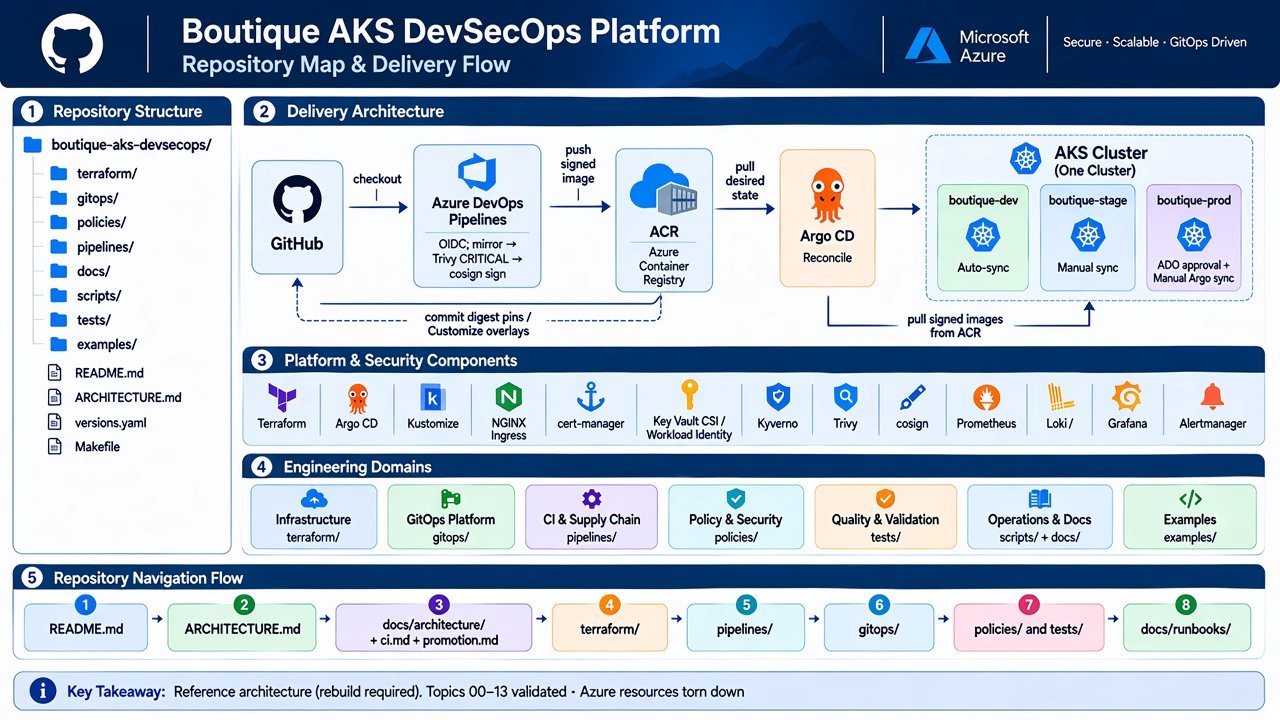 Boutique AKS DevSecOps Platform
Repository Map & Delivery Flow
Microsoft
Azure
Secure · Scalable · GitOps Driven
1 Repository Structure
boutique-aks-devsecops/
terraform/
gitops/
policies/
pipelines/
docs/
scripts/
tests/
examples/
README.md
ARCHITECTURE.md
versions.yaml
Makefile
2 Delivery Architecture
GitHub
checkout
Azure DevOps
Pipelines
OIDC; mirror →
Trivy CRITICAL →
cosign sign
push
signed
image
ACR
Azure
Container
Registry
commit digest pins /
Customize overlays
pull
desired
state
Argo CD
Reconcile
AKS Cluster
(One Cluster)
boutique-dev
Auto-sync
boutique-stage
Manual sync
boutique-prod
ADO approval +
Manual Argo sync
pull signed images
from ACR
3 Platform & Security Components
Terraform
Argo CD
k
Kustomize
N
NGINX
Ingress
cert-manager
Key Vault CSI /
Workload Identity
Kyverno
Trivy
cosign
Prometheus
Loki /
Grafana
Alertmanager
4 Engineering Domains
Infrastructure
terraform/
GitOps Platform
gitops/
CI & Supply Chain
pipelines/
Policy & Security
policies/
Quality & Validation
tests/
Operations & Docs
scripts/ + docs/
Examples
examples/
5 Repository Navigation Flow
1
README.md
2
ARCHITECTURE.md
3
docs/architecture/
+ ci.md + promotion.md
4
terraform/
5
pipelines/
6
gitops/
7
policies/ and tests/
8
docs/runbooks/
Key Takeaway: Reference architecture (rebuild required). Topics 00–13 validated · Azure resources torn down